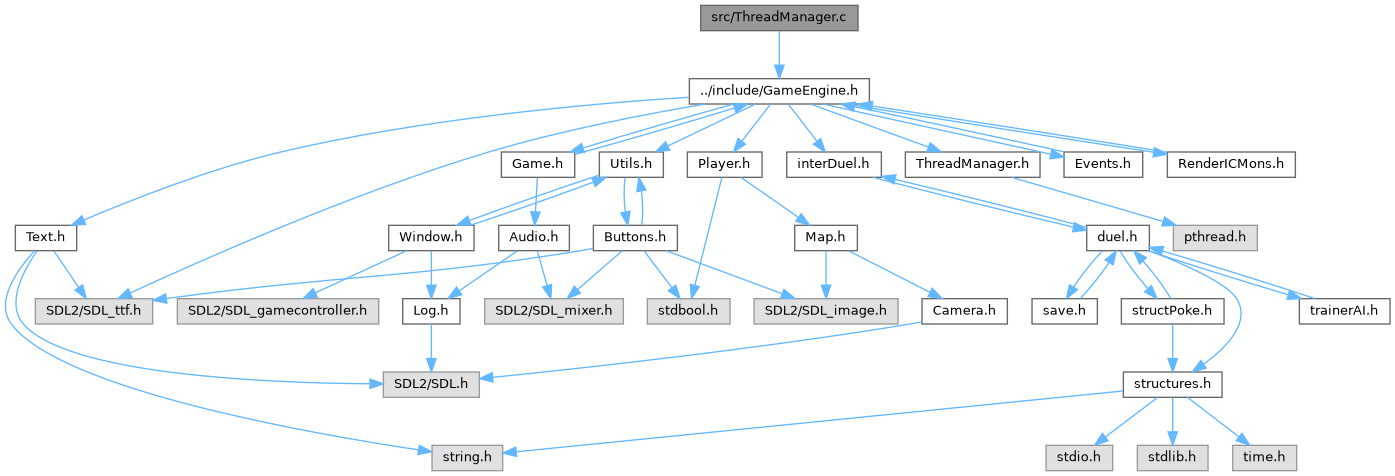 src/ThreadManager.c
../include/GameEngine.h
Game.h
Utils.h
Player.h
interDuel.h
ThreadManager.h
Events.h
RenderICMons.h
Text.h
Window.h
Audio.h
Buttons.h
Map.h
duel.h
pthread.h
SDL2/SDL_ttf.h
SDL2/SDL_gamecontroller.h
Log.h
SDL2/SDL_mixer.h
stdbool.h
SDL2/SDL_image.h
Camera.h
save.h
structPoke.h
trainerAI.h
SDL2/SDL.h
structures.h
string.h
stdio.h
stdlib.h
time.h